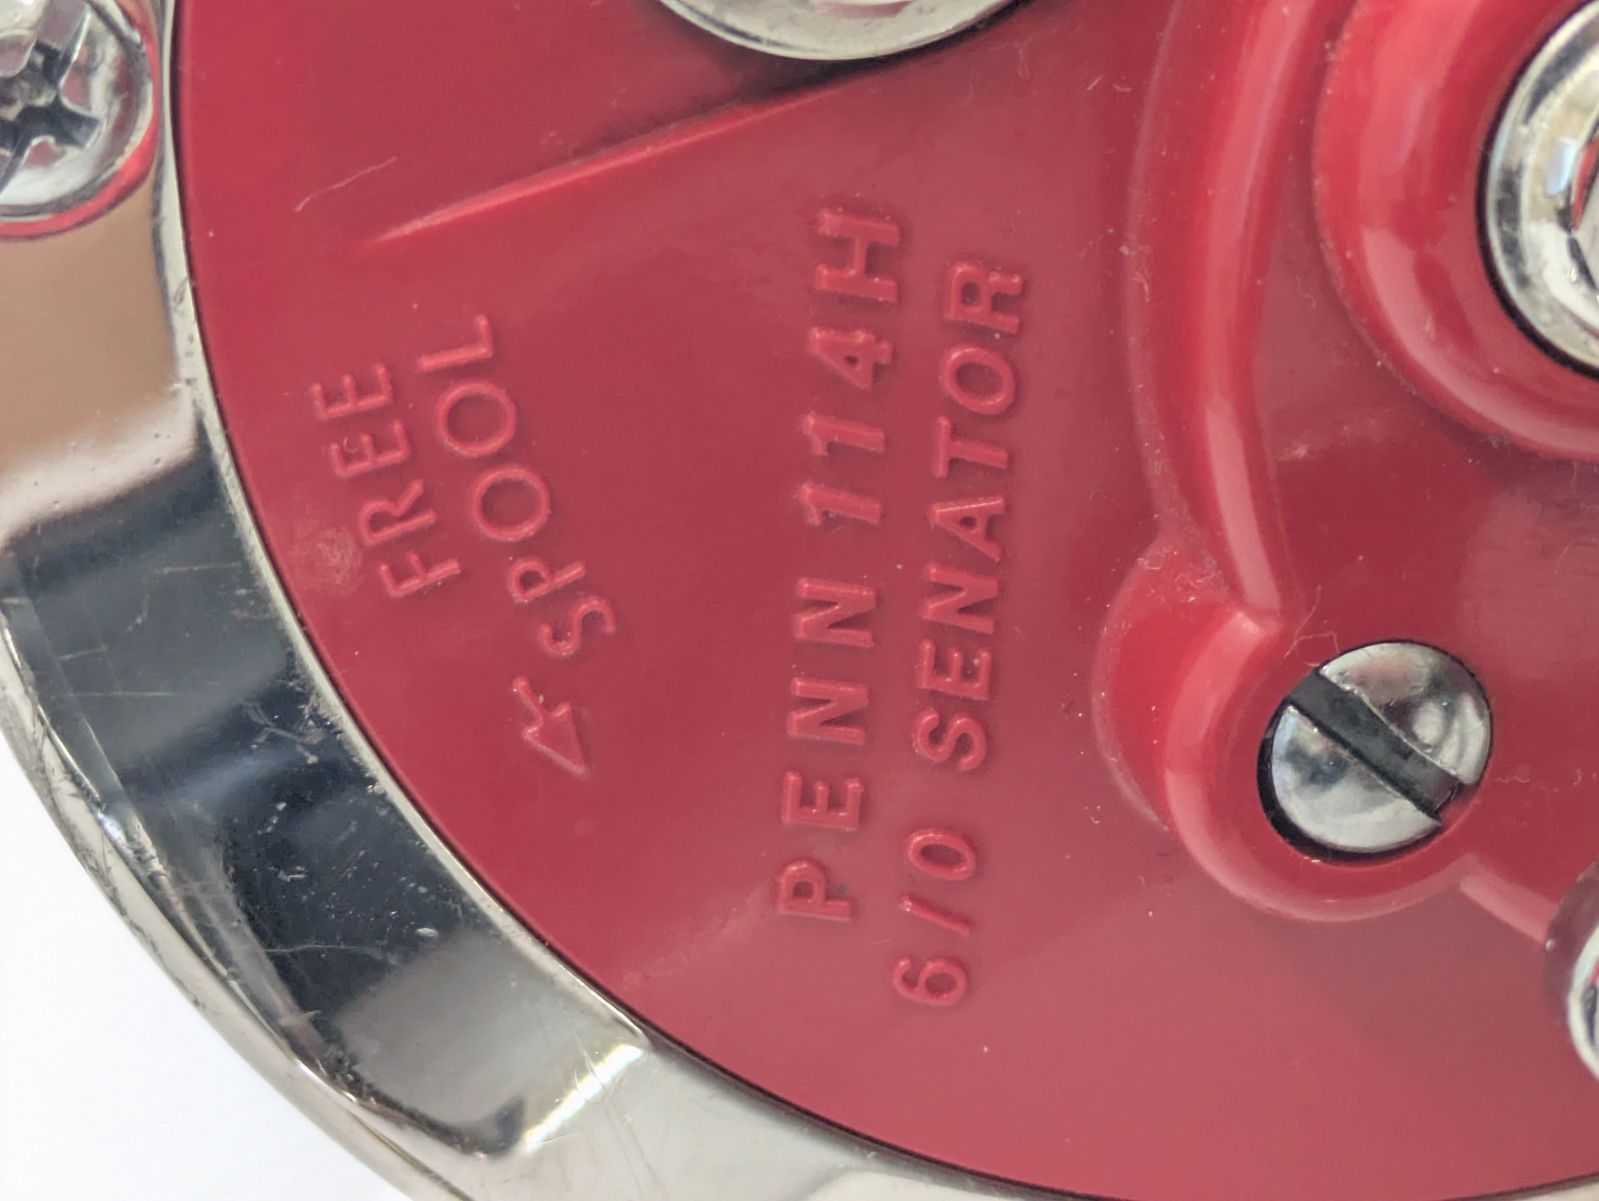 FREE
SPOOL
PENN 114H
6/0 SENATOR